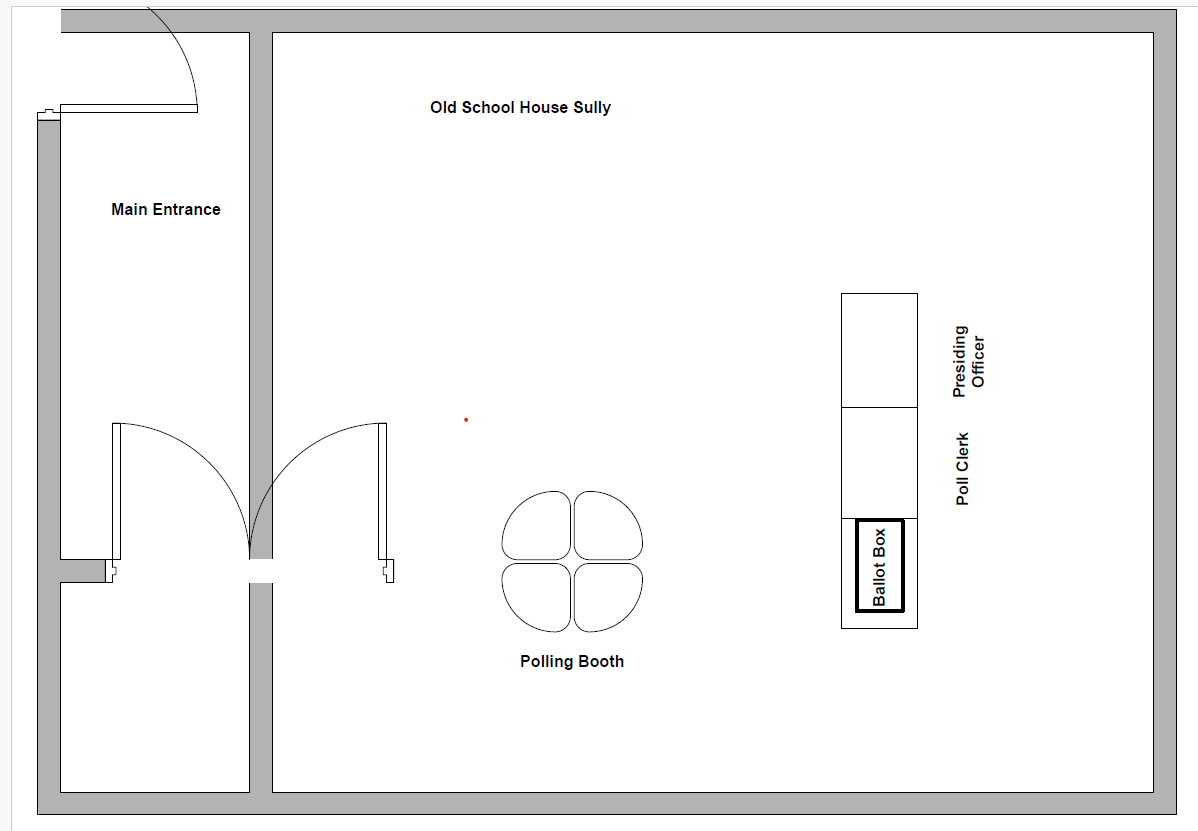 Old School House Sully
Main Entrance
Presiding
Officer
Poll Clerk
Ballot Box
Polling Booth